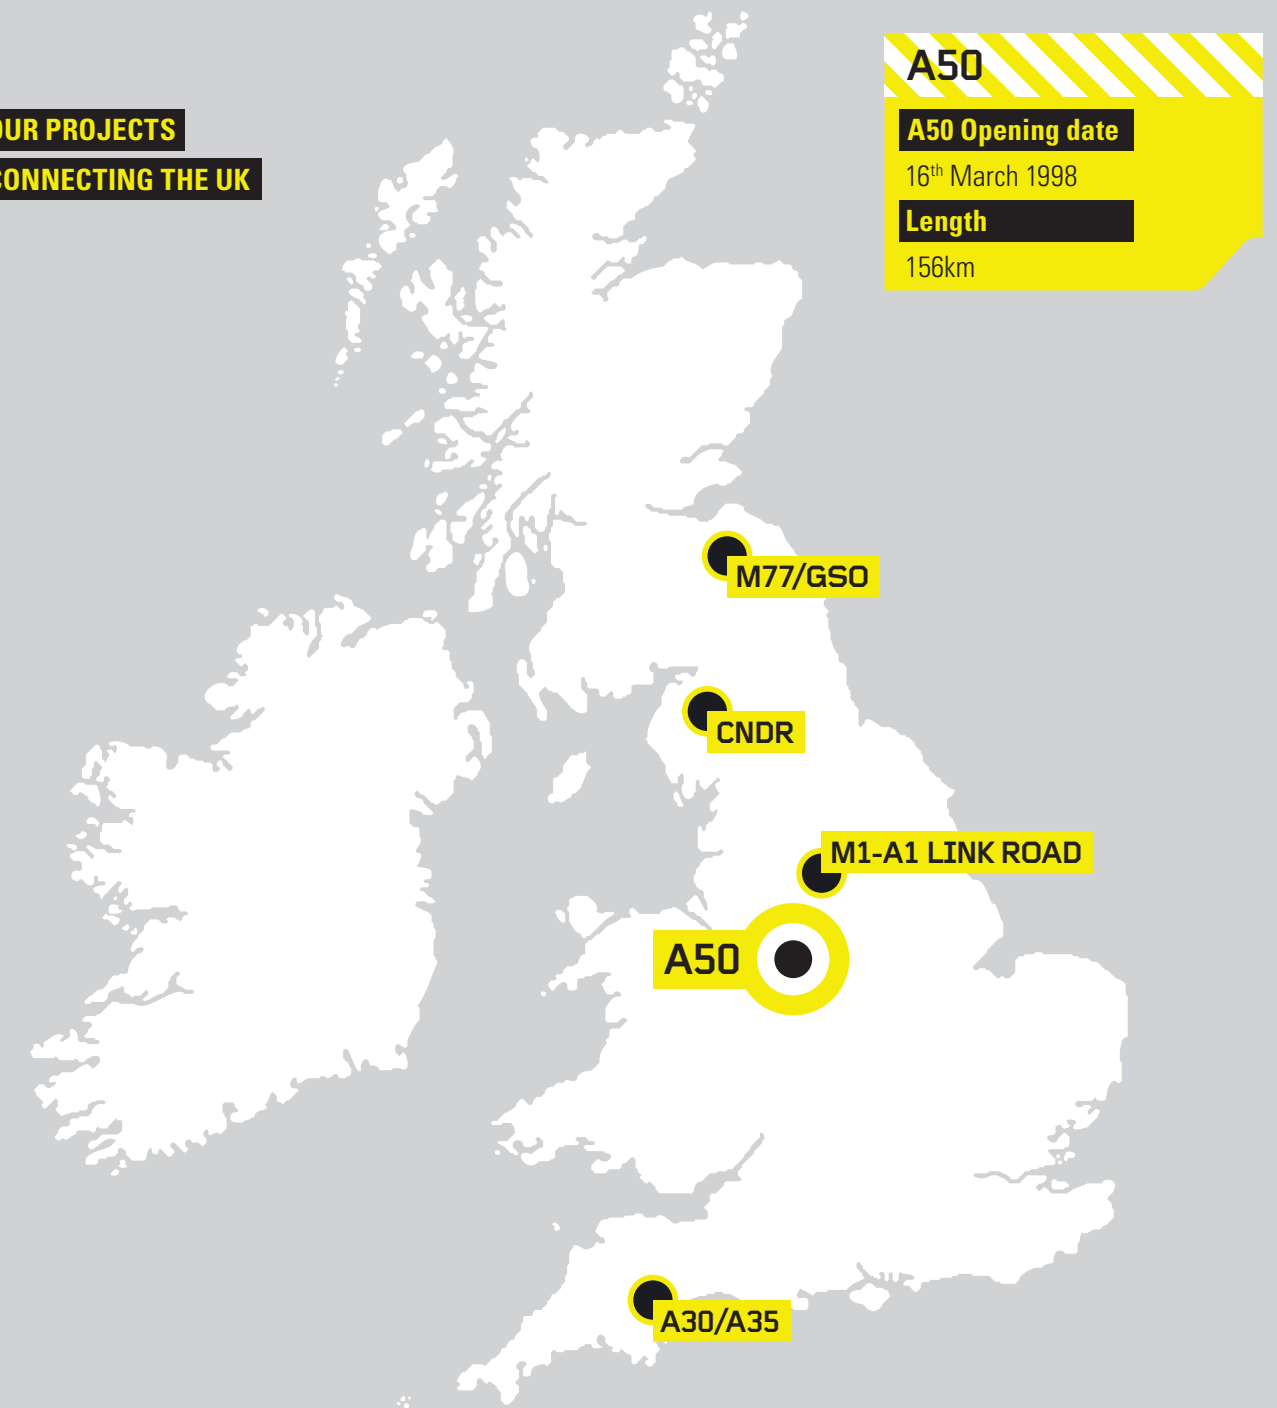 OUR PROJECTS
CONNECTING THE UK
A50
A50 Opening date
16th March 1998
Length
156km
M77/GSO
CNDR
M1-A1 LINK ROAD
A50
A30/A35